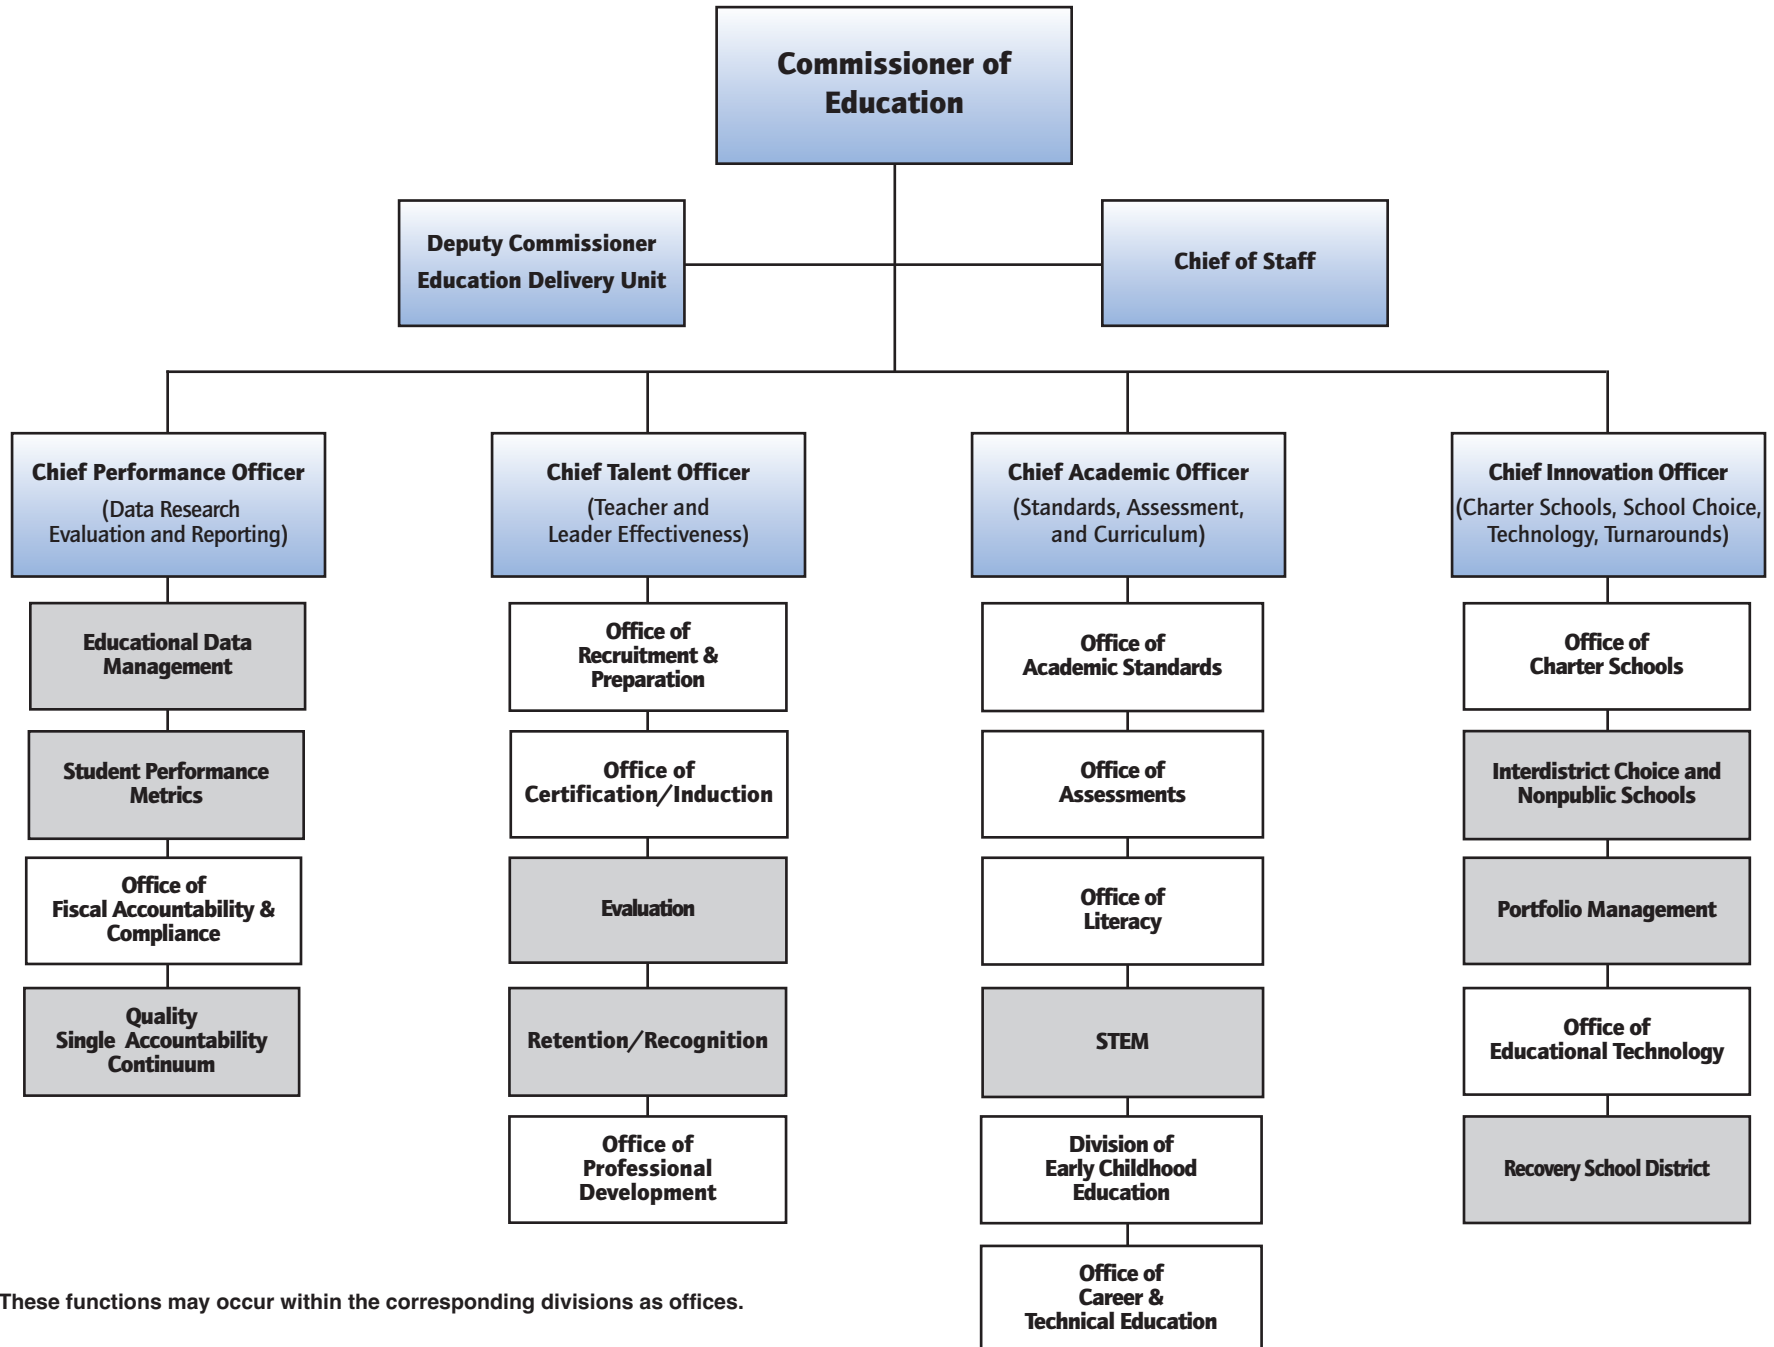 Commissioner of
Education
Deputy Commissioner
Education Delivery Unit
Chief of Staff
Chief Performance Officer
(Data Research
Evaluation and Reporting)
Chief Talent Officer
(Teacher and
Leader Effectiveness)
Chief Academic Officer
(Standards, Assessment,
and Curriculum)
Chief Innovation Officer
(Charter Schools, School Choice,
Technology, Turnarounds)
Educational Data
Management
Student Performance
Metrics
Office of
Fiscal Accountability &
Compliance
Quality
Single Accountability
Continuum
Office of
Recruitment &
Preparation
Office of
Certification/Induction
Evaluation
Retention/Recognition
Office of
Professional
Development
Office of
Academic Standards
Office of
Assessments
Office of
Literacy
STEM
Division of
Early Childhood
Education
Office of
Career &
Technical Education
Office of
Charter Schools
Interdistrict Choice and
Nonpublic Schools
Portfolio Management
Office of
Educational Technology
Recovery School District
These functions may occur within the corresponding divisions as offices.